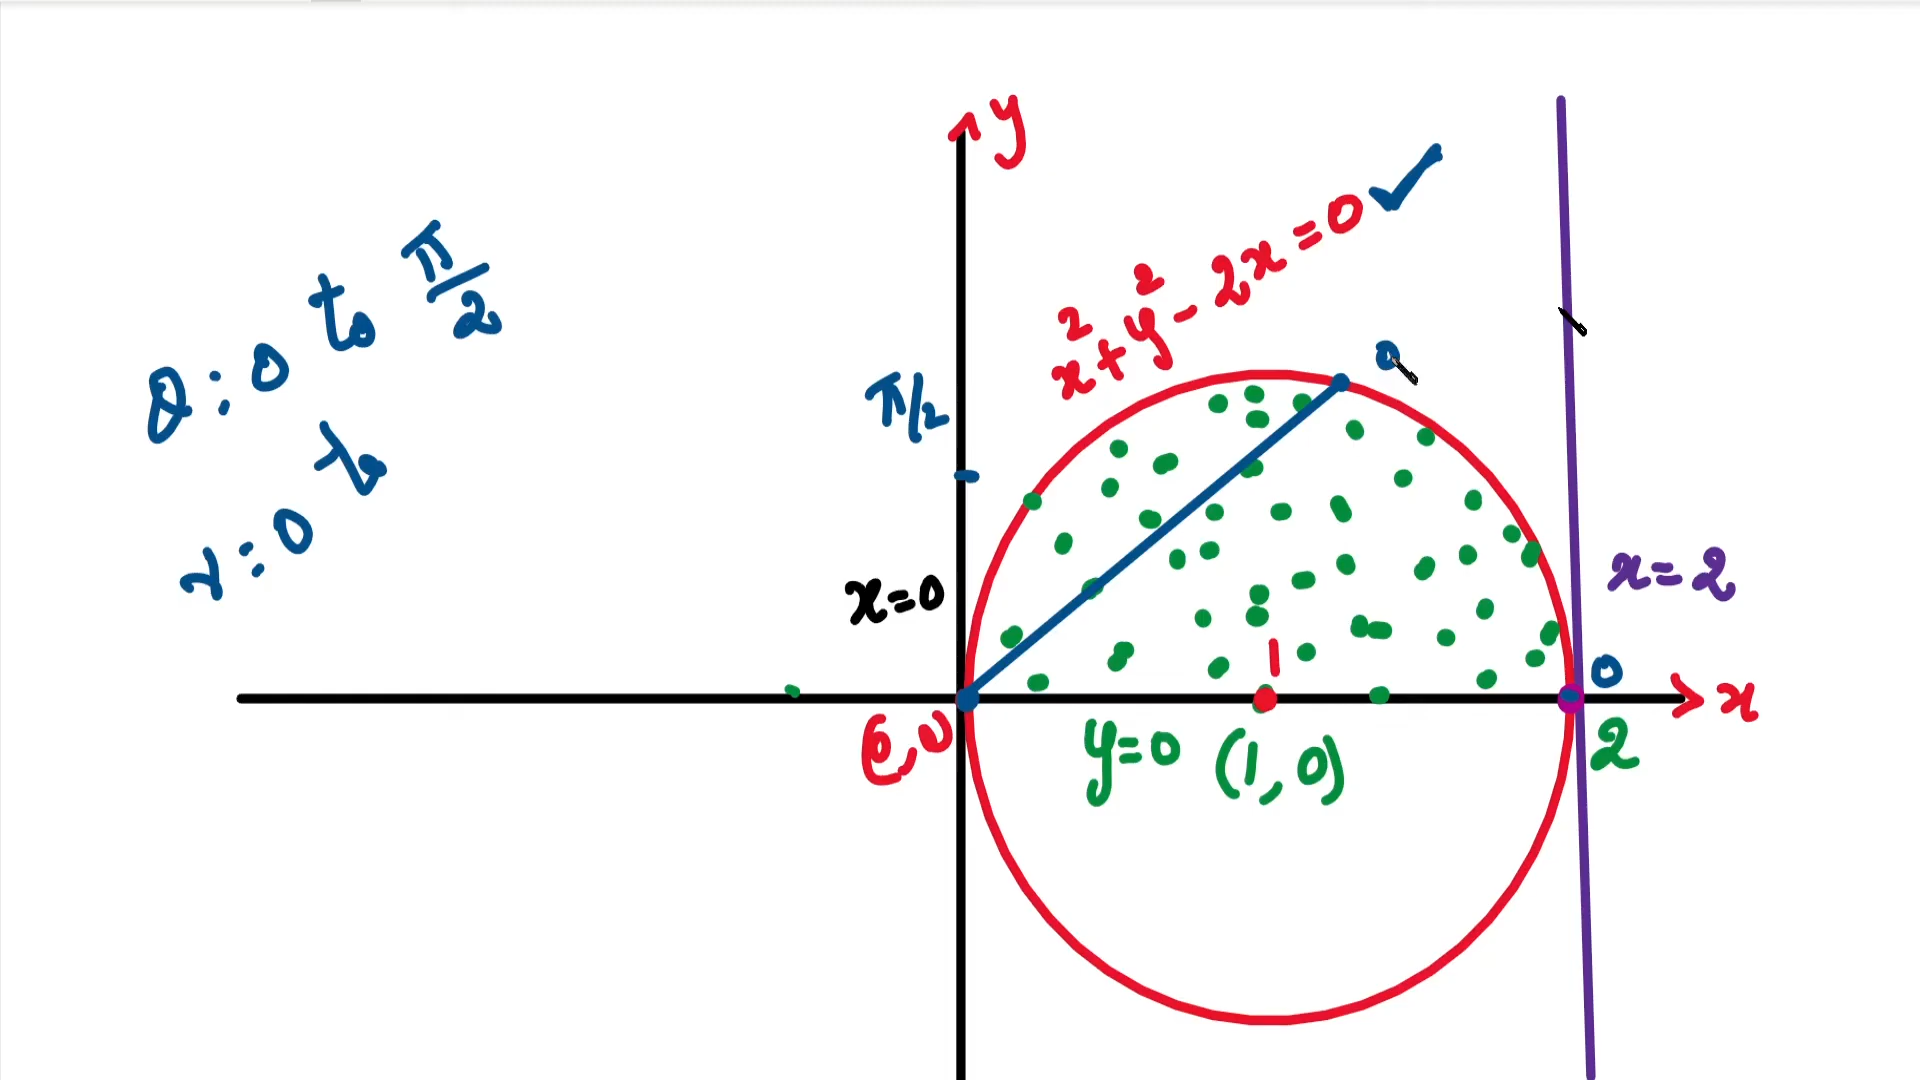 y
x²+y²-2x=0
θ: 0 to π/2
π/2
r: 0 to
x=0
x=2
1
0
x
(0,0)
y=0
(1,0)
2